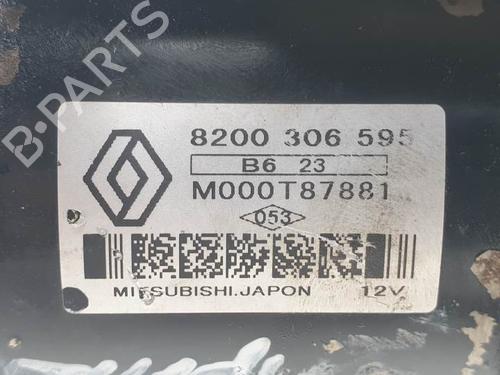 8200 306 595
B6 23
M000T87881
053
MITSUBISHI.JAPON 12V
B-PARTS